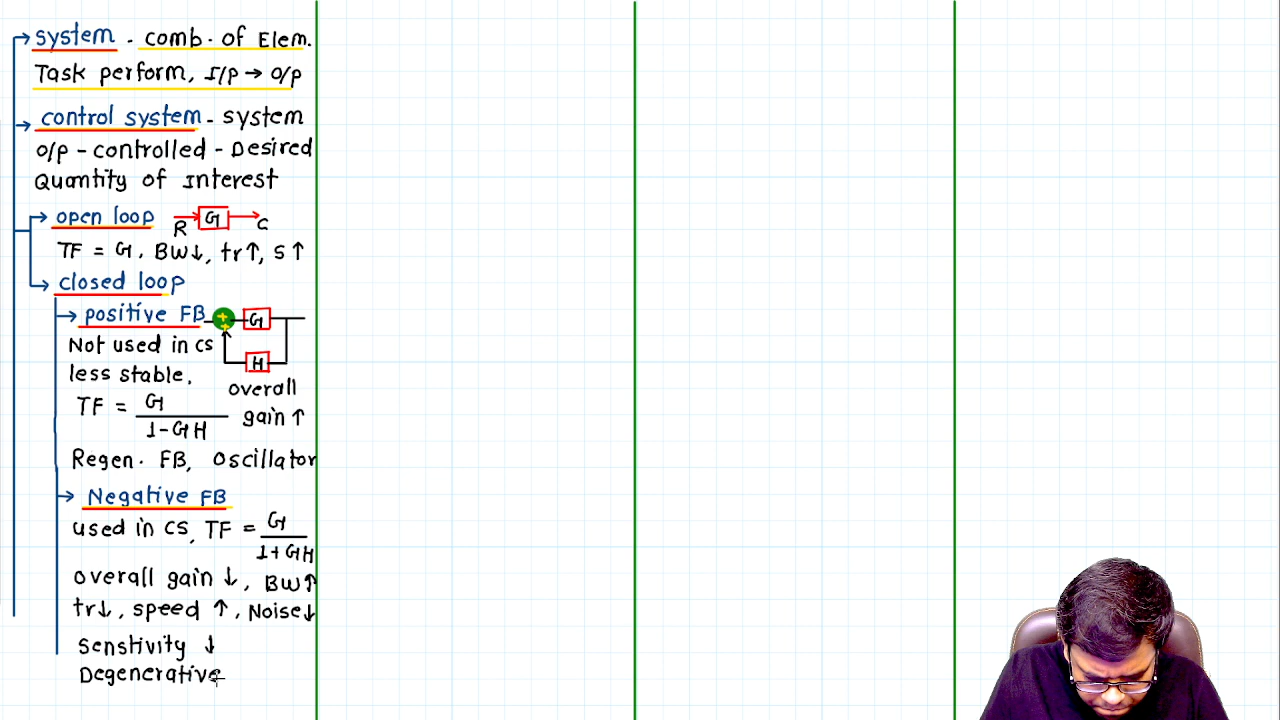 system - comb. of Elem.
Task perform, I/p → o/p
control system - system
o/p - controlled - Desired
Quantity of Interest
open loop R G C
TF = G, BW↓, tr↑, S↑
closed loop
positive FB + + G
Not used in CS
H
less stable.
overall
gain ↑
TF = G / 1-GH
Regen. FB, Oscillator
Negative FB
used in CS, TF = G / 1+GH
overall gain ↓, BW↑
tr↓, speed ↑, Noise↓
Senstivity ↓
Degenerative